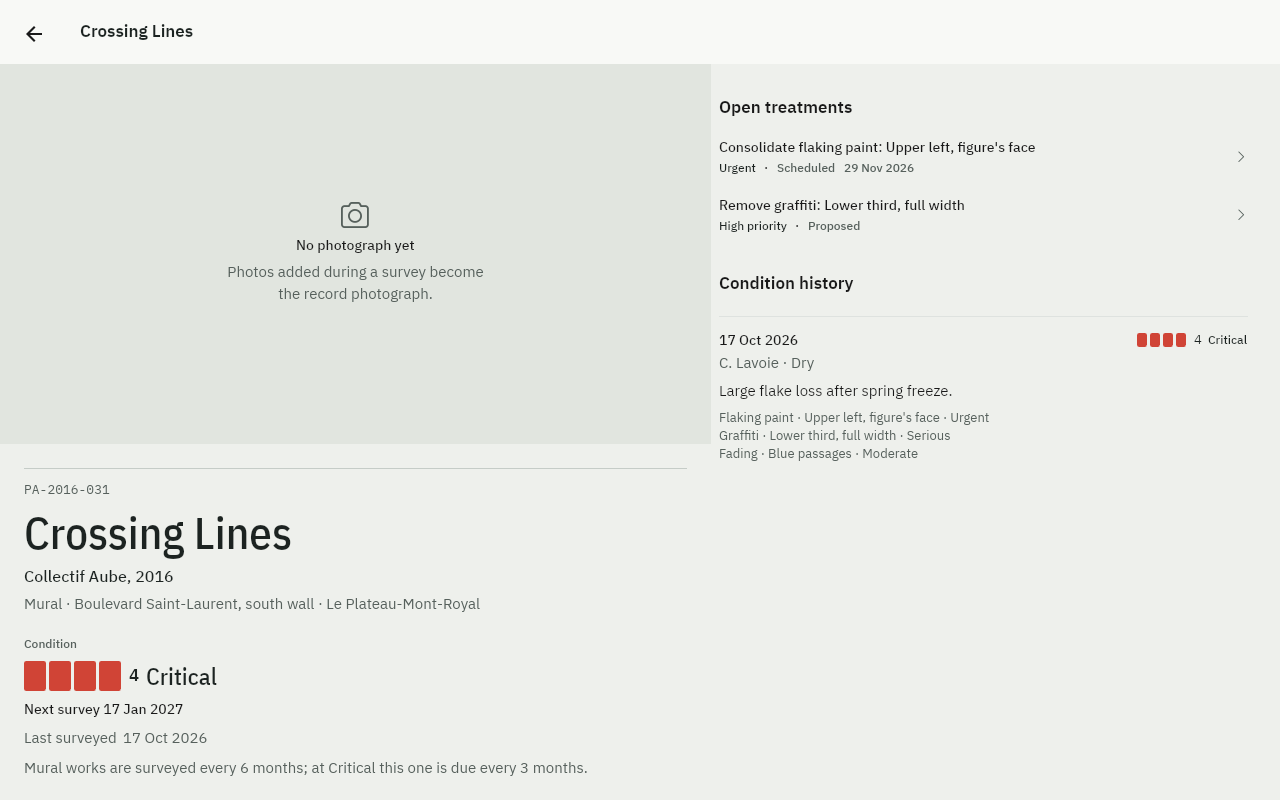 Crossing Lines
No photograph yet
Photos added during a survey become
the record photograph.
PA-2016-031
Crossing Lines
Collectif Aube, 2016
Mural · Boulevard Saint-Laurent, south wall · Le Plateau-Mont-Royal
Condition
4 Critical
Next survey 17 Jan 2027
Last surveyed 17 Oct 2026
Mural works are surveyed every 6 months; at Critical this one is due every 3 months.
Open treatments
Consolidate flaking paint: Upper left, figure's face
Urgent · Scheduled 29 Nov 2026
Remove graffiti: Lower third, full width
High priority · Proposed
Condition history
17 Oct 2026 4 Critical
C. Lavoie · Dry
Large flake loss after spring freeze.
Flaking paint · Upper left, figure's face · Urgent
Graffiti · Lower third, full width · Serious
Fading · Blue passages · Moderate